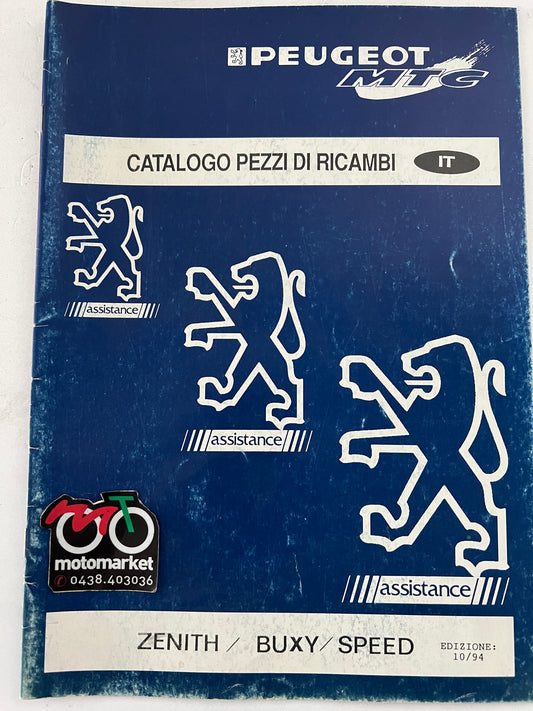 PEUGEOT
MTC
CATALOGO PEZZI DI RICAMBI IT
assistance
assistance
assistance
MT
motomarket
✆ 0438.403036
ZENITH / BUXY / SPEED
EDIZIONE:
10/94